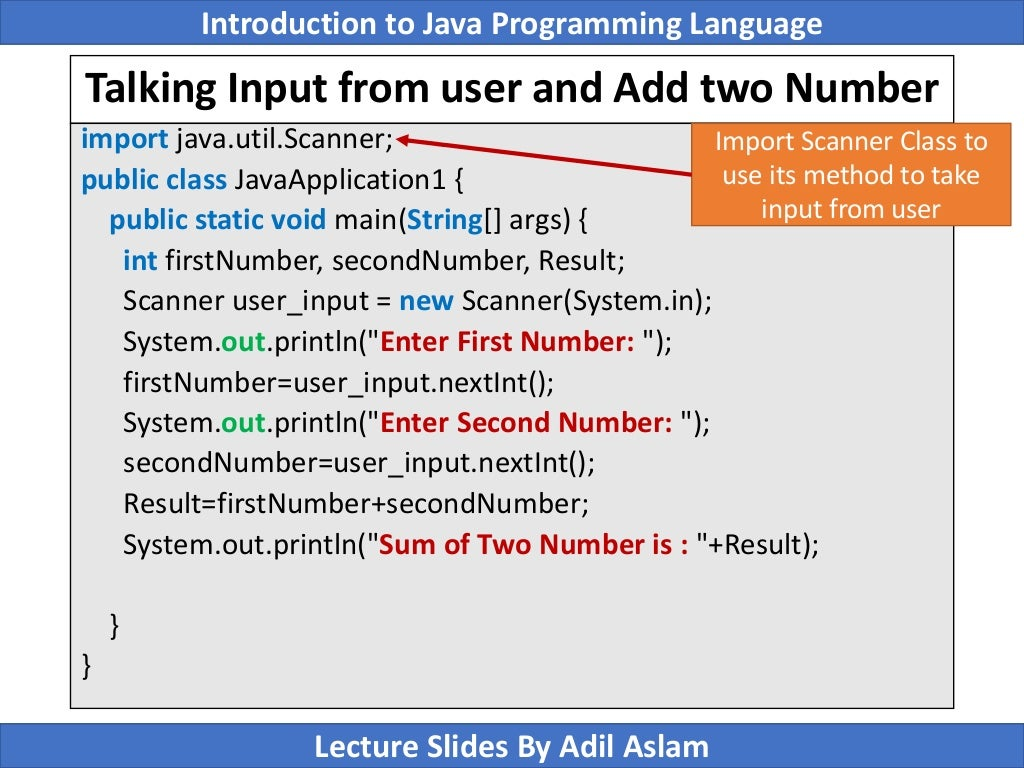 Introduction to Java Programming Language
Talking Input from user and Add two Number
import java.util.Scanner;
Import Scanner Class to
use its method to take
input from user
public class JavaApplication1 {
public static void main(String[] args) {
int firstNumber, secondNumber, Result;
Scanner user_input = new Scanner(System.in);
System.out.println("Enter First Number: ");
firstNumber=user_input.nextInt();
System.out.println("Enter Second Number: ");
secondNumber=user_input.nextInt();
Result=firstNumber+secondNumber;
System.out.println("Sum of Two Number is : "+Result);
}
}
Lecture Slides By Adil Aslam